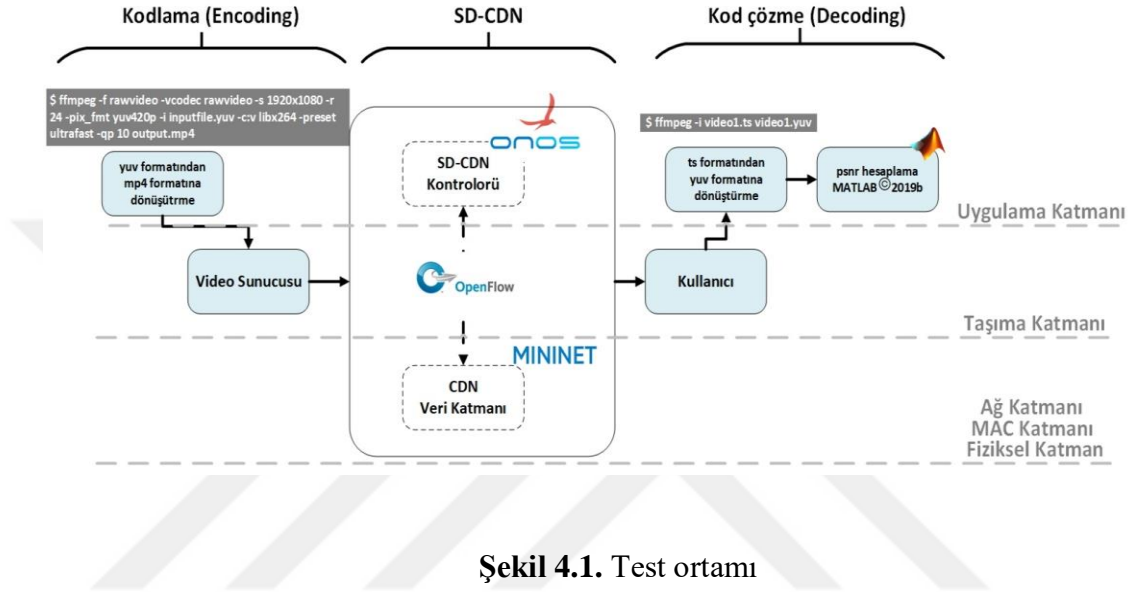 Kodlama (Encoding)
SD-CDN
Kod çözme (Decoding)
$ ffmpeg -f rawvideo -vcodec rawvideo -s 1920x1080 -r
24 -pix_fmt yuv420p -i inputfile.yuv -c:v libx264 -preset
ultrafast -qp 10 output.mp4
yuv formatından
mp4 formatına
dönüşütrme
Video Sunucusu
onos
SD-CDN
Kontrolorü
OpenFlow
MININET
CDN
Veri Katmanı
$ ffmpeg -i video1.ts video1.yuv
ts formatından
yuv formatına
dönüştürme
psnr hesaplama
MATLAB©2019b
Kullanıcı
Uygulama Katmanı
Taşıma Katmanı
Ağ Katmanı
MAC Katmanı
Fiziksel Katman
Şekil 4.1. Test ortamı